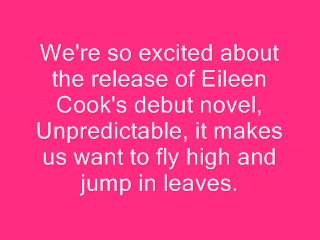 We're so excited about
the release of Eileen
Cook's debut novel,
Unpredictable, it makes
us want to fly high and
jump in leaves.